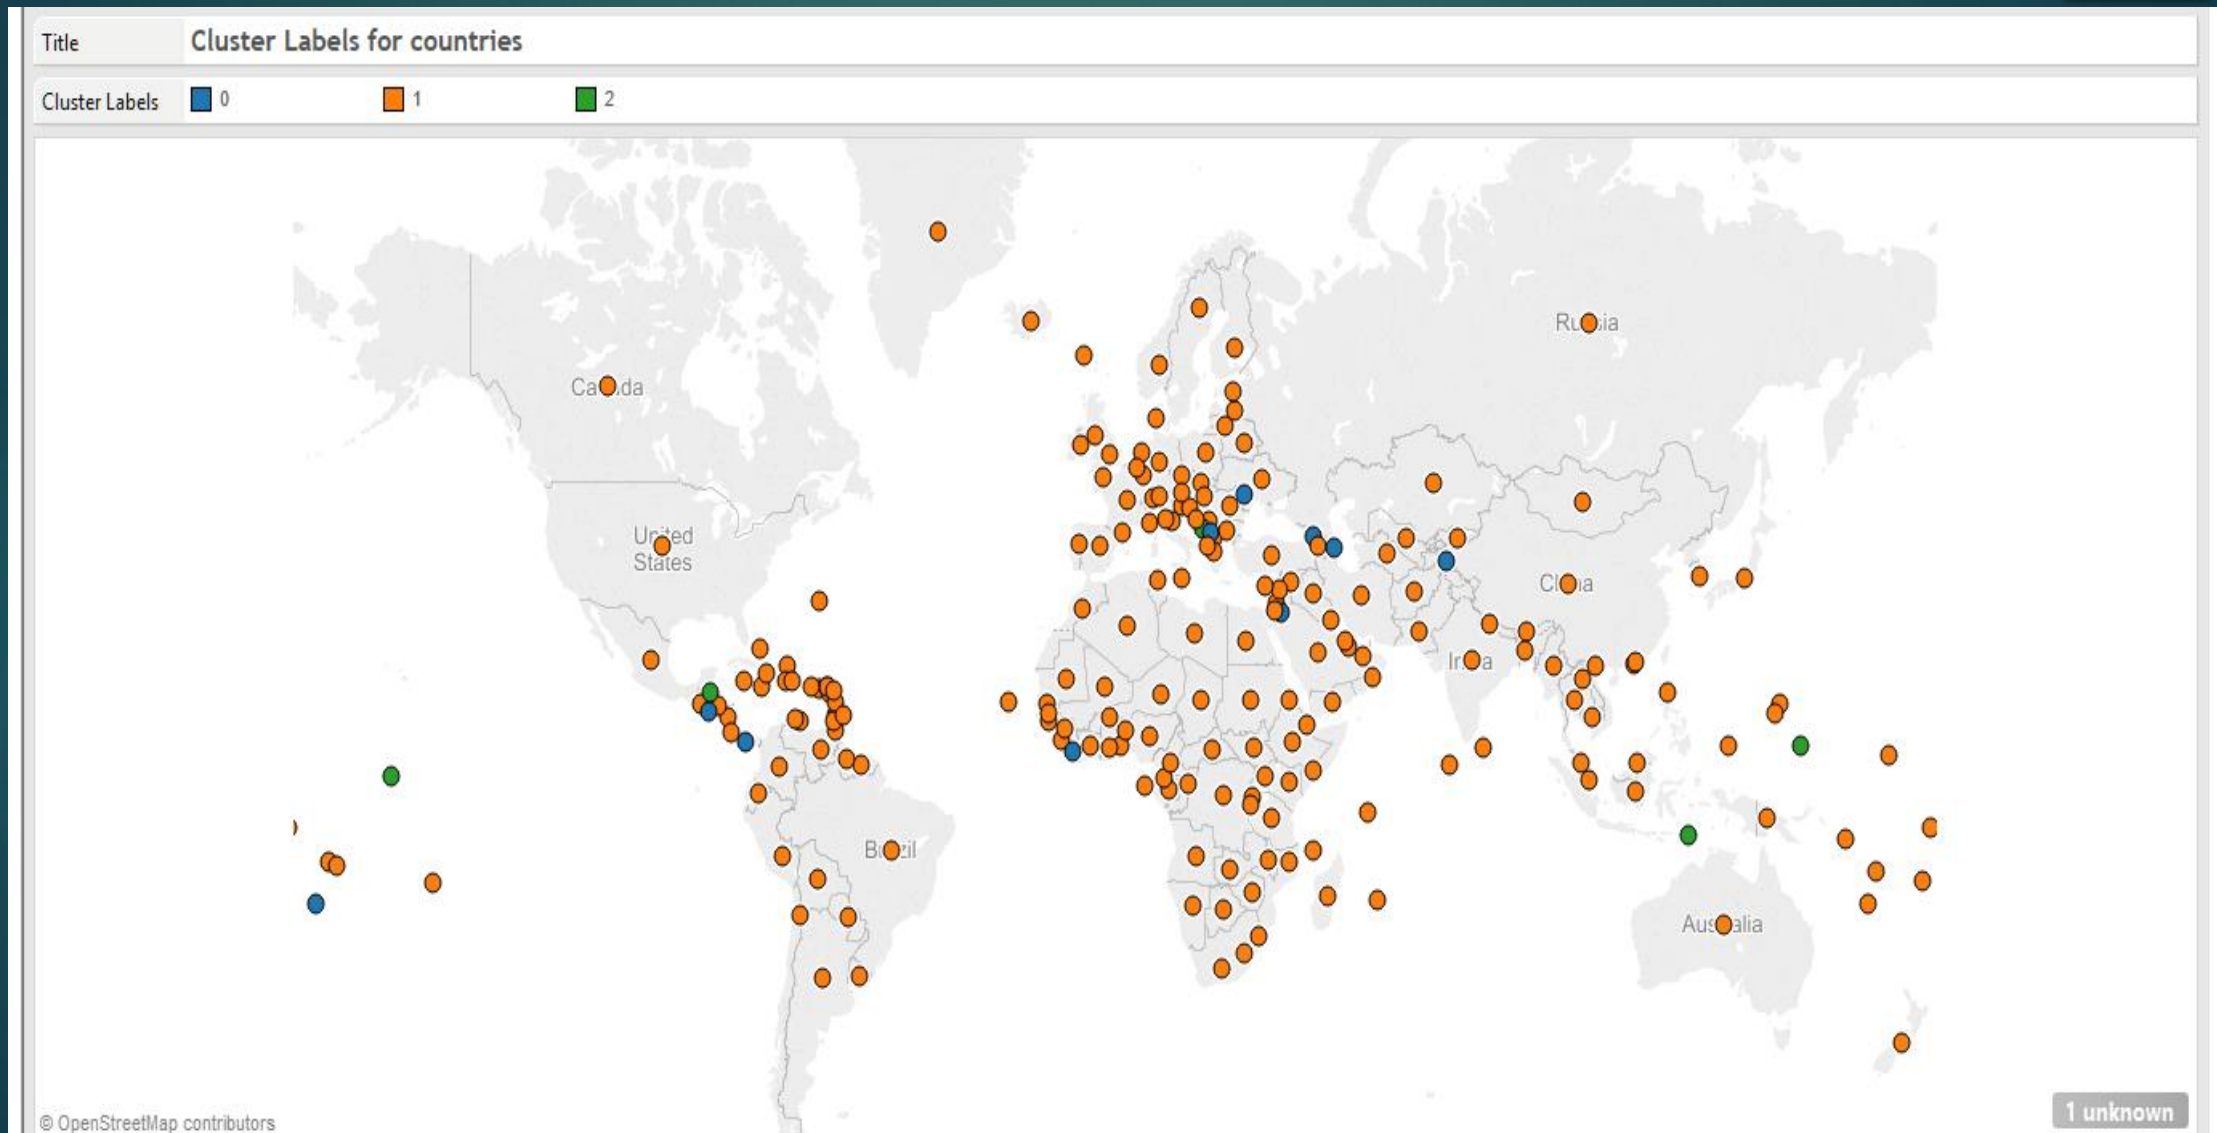 Title Cluster Labels for countries
Cluster Labels 0 1 2
Russia
Canada
United
States
China
India
Brazil
Australia
© OpenStreetMap contributors
1 unknown